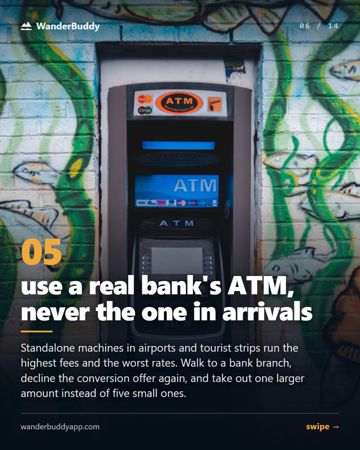 WanderBuddy
06 / 14
ATM
ATM
ATM
05
use a real bank's ATM,
never the one in arrivals
Standalone machines in airports and tourist strips run the
highest fees and the worst rates. Walk to a bank branch,
decline the conversion offer again, and take out one larger
amount instead of five small ones.
wanderbuddyapp.com
swipe →